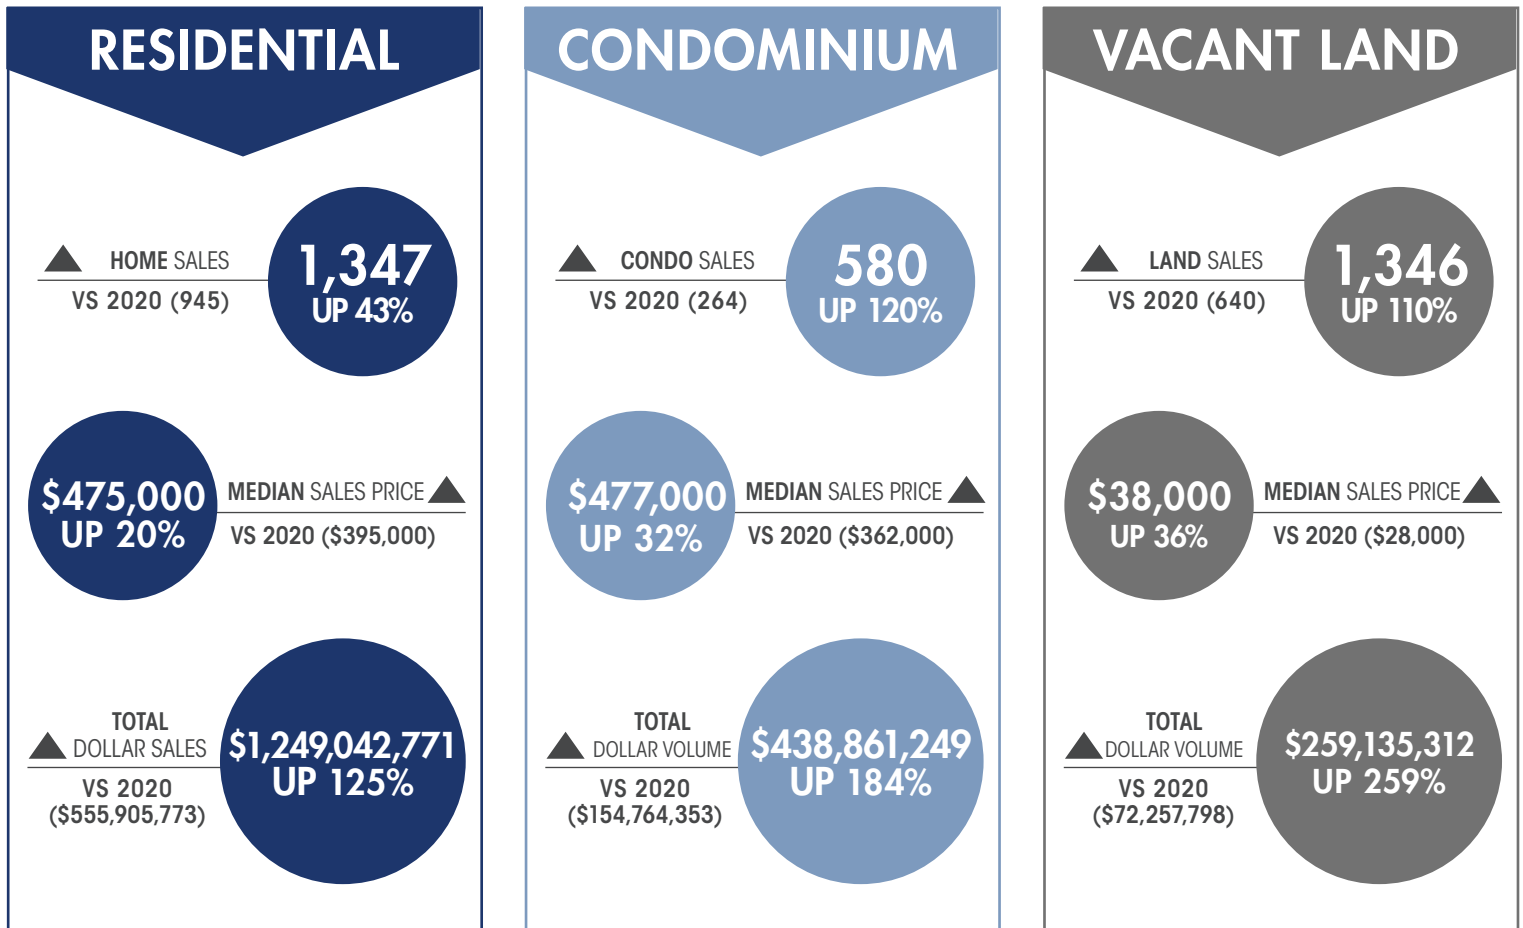 RESIDENTIAL
HOME SALES
VS 2020 (945)
1,347
UP 43%
$475,000
UP 20%
MEDIAN SALES PRICE
VS 2020 ($395,000)
TOTAL
DOLLAR SALES
VS 2020
($555,905,773)
$1,249,042,771
UP 125%
CONDOMINIUM
CONDO SALES
VS 2020 (264)
580
UP 120%
$477,000
UP 32%
MEDIAN SALES PRICE
VS 2020 ($362,000)
TOTAL
DOLLAR VOLUME
VS 2020
($154,764,353)
$438,861,249
UP 184%
VACANT LAND
LAND SALES
VS 2020 (640)
1,346
UP 110%
$38,000
UP 36%
MEDIAN SALES PRICE
VS 2020 ($28,000)
TOTAL
DOLLAR VOLUME
VS 2020
($72,257,798)
$259,135,312
UP 259%